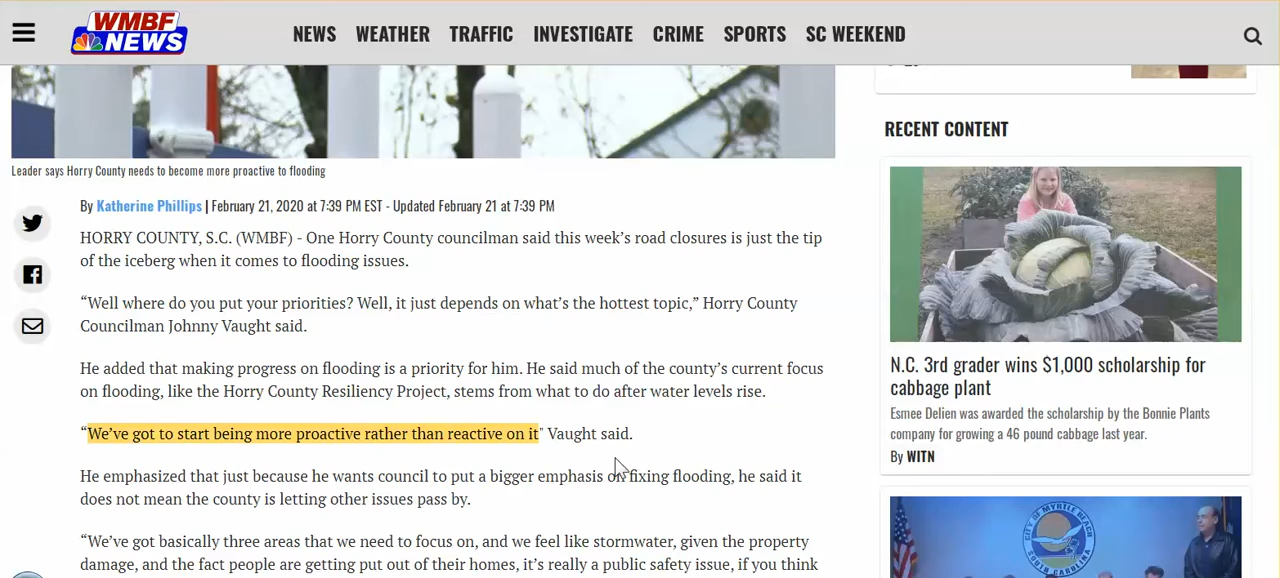 WMBF
NEWS
NEWS WEATHER TRAFFIC INVESTIGATE CRIME SPORTS SC WEEKEND
Leader says Horry County needs to become more proactive to flooding
By Katherine Phillips | February 21, 2020 at 7:39 PM EST - Updated February 21 at 7:39 PM
HORRY COUNTY, S.C. (WMBF) - One Horry County councilman said this week’s road closures is just the tip
of the iceberg when it comes to flooding issues.
“Well where do you put your priorities? Well, it just depends on what’s the hottest topic,” Horry County
Councilman Johnny Vaught said.
He added that making progress on flooding is a priority for him. He said much of the county’s current focus
on flooding, like the Horry County Resiliency Project, stems from what to do after water levels rise.
“We’ve got to start being more proactive rather than reactive on it" Vaught said.
He emphasized that just because he wants council to put a bigger emphasis on fixing flooding, he said it
does not mean the county is letting other issues pass by.
“We’ve got basically three areas that we need to focus on, and we feel like stormwater, given the property
damage, and the fact people are getting put out of their homes, it’s really a public safety issue, if you think
RECENT CONTENT
N.C. 3rd grader wins $1,000 scholarship for
cabbage plant
Esmee Delien was awarded the scholarship by the Bonnie Plants
company for growing a 46 pound cabbage last year.
By WITN
CITY OF MYRTLE BEACH
SOUTH CAROLINA